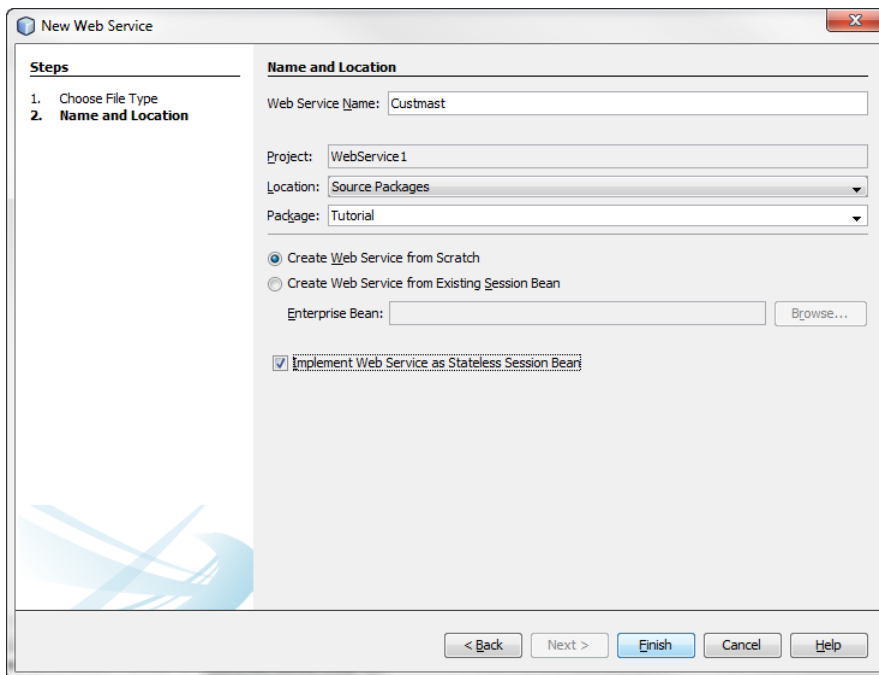 New Web Service
Steps
1. Choose File Type
2. Name and Location
Name and Location
Web Service Name: Custmast
Project: WebService1
Location: Source Packages
Package: Tutorial
Create Web Service from Scratch
Create Web Service from Existing Session Bean
Enterprise Bean: Browse...
Implement Web Service as Stateless Session Bean
< Back Next > Finish Cancel Help